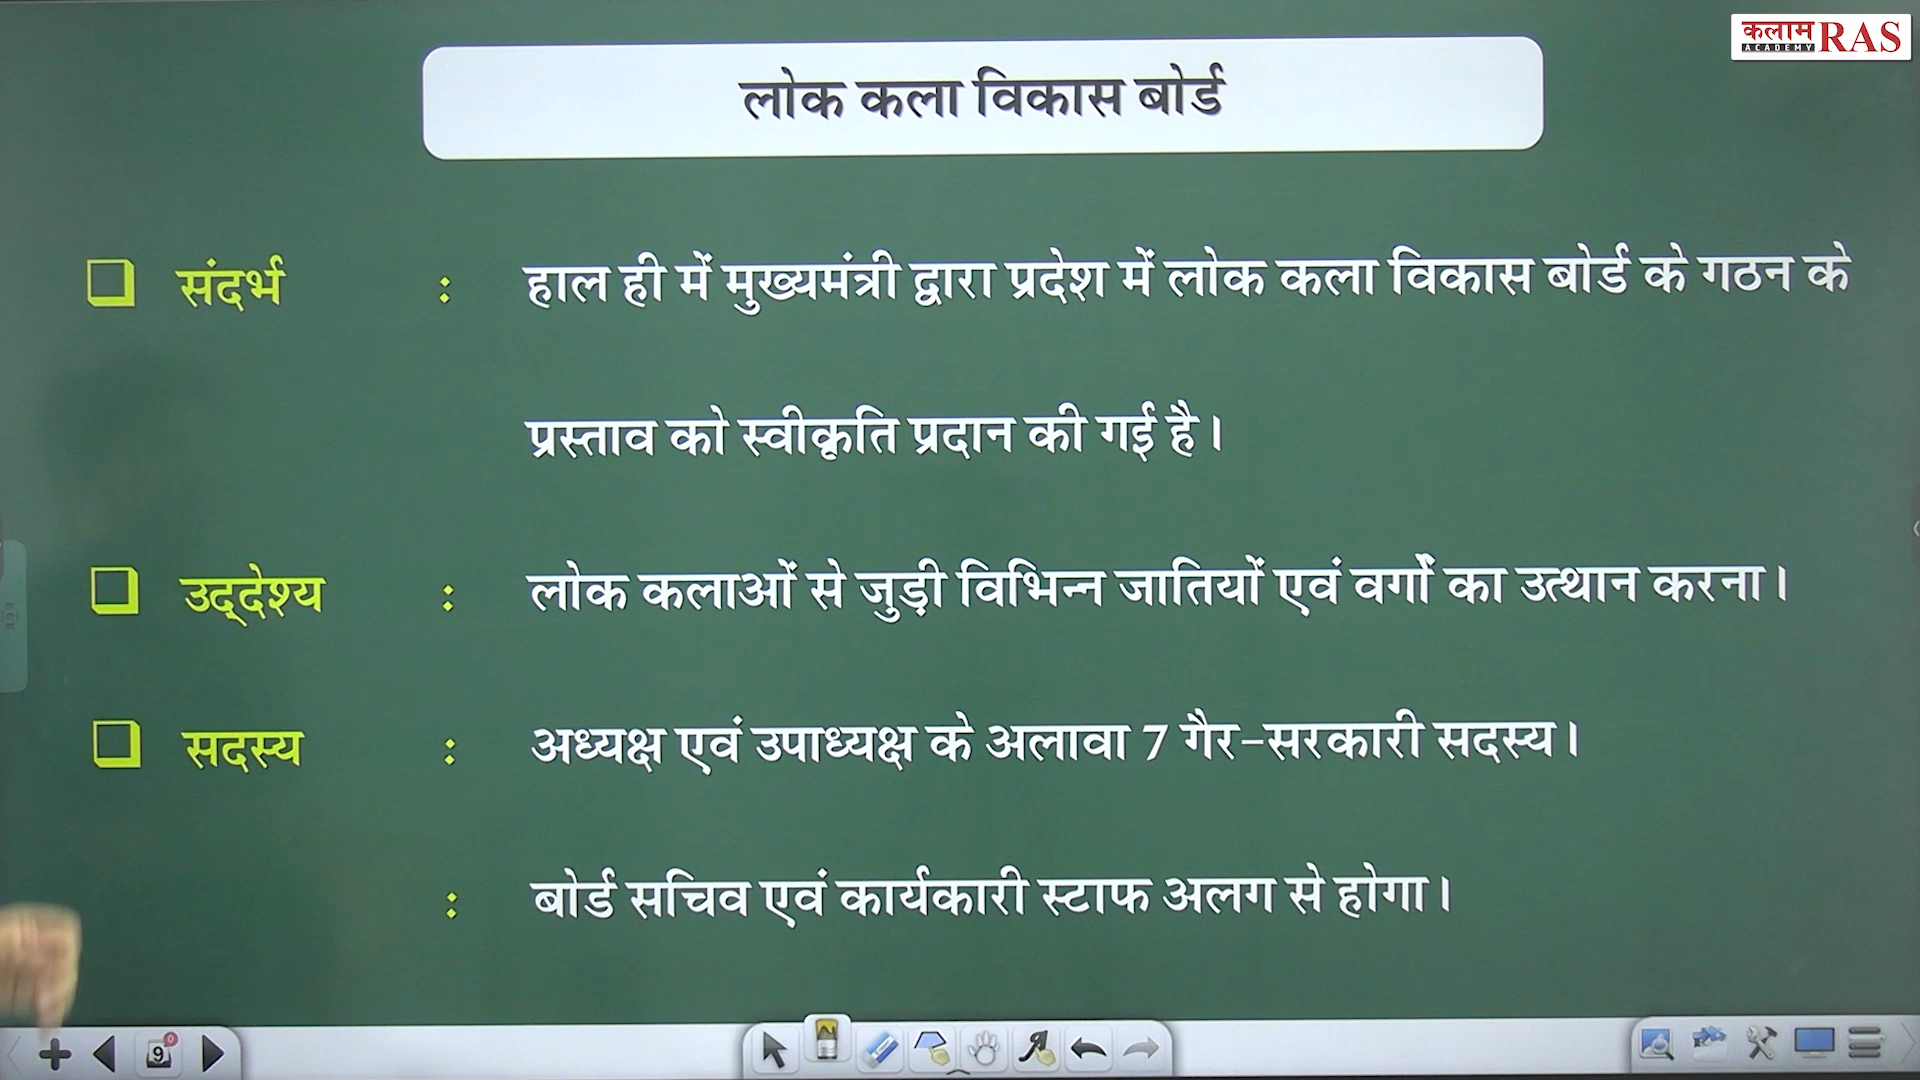 कलाम
ACADEMY RAS
लोक कला विकास बोर्ड
संदर्भ : हाल ही में मुख्यमंत्री द्वारा प्रदेश में लोक कला विकास बोर्ड के गठन के
प्रस्ताव को स्वीकृति प्रदान की गई है।
उद्देश्य : लोक कलाओं से जुड़ी विभिन्न जातियों एवं वर्गों का उत्थान करना।
सदस्य : अध्यक्ष एवं उपाध्यक्ष के अलावा 7 गैर-सरकारी सदस्य।
: बोर्ड सचिव एवं कार्यकारी स्टाफ अलग से होगा।
9 0